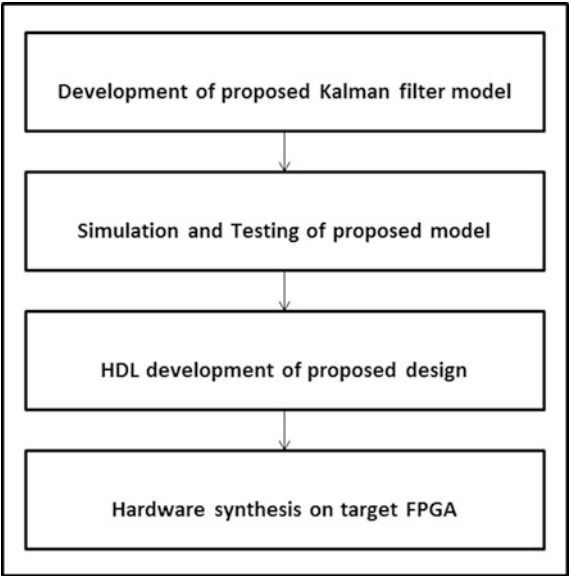 Development of proposed Kalman filter model
Simulation and Testing of proposed model
HDL development of proposed design
Hardware synthesis on target FPGA